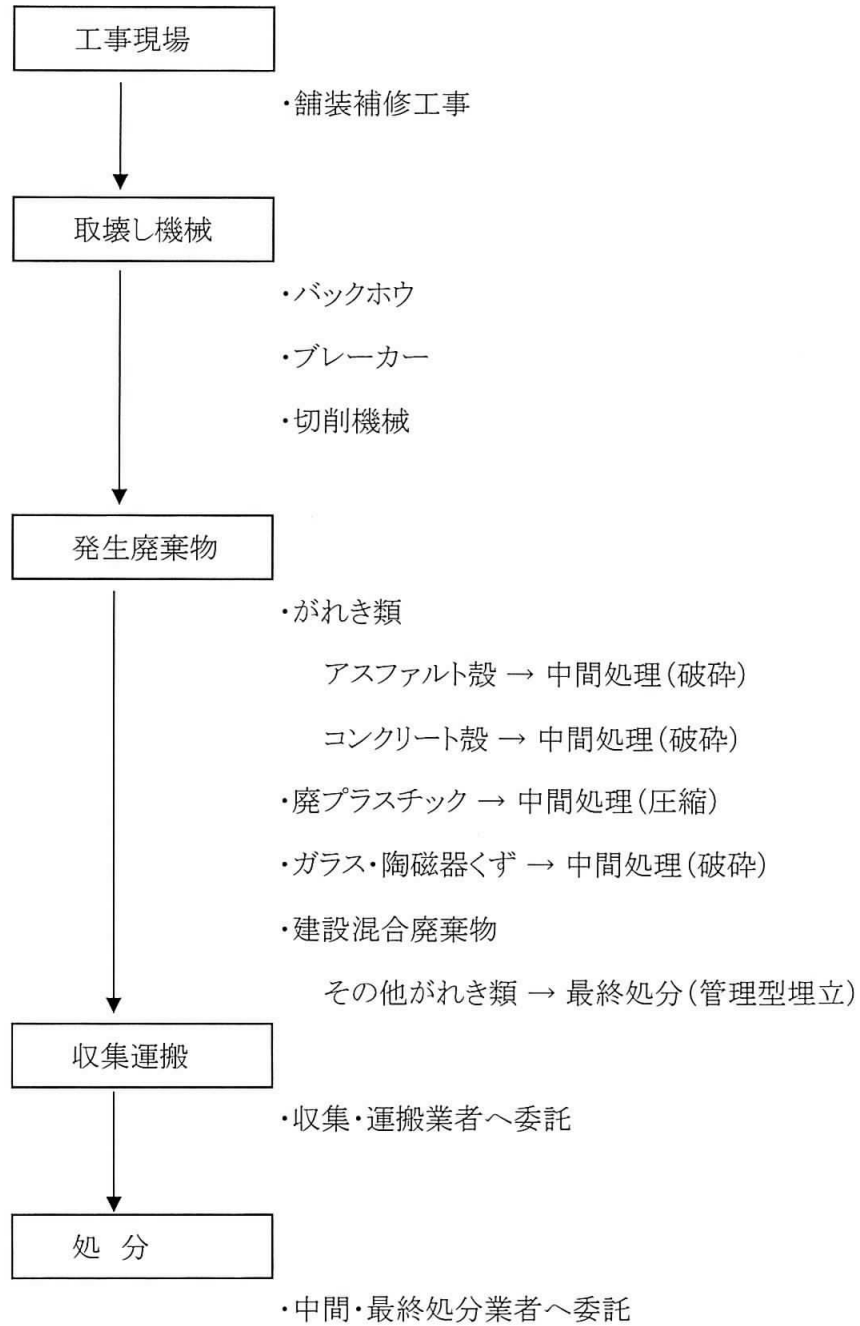 工事現場
・舗装補修工事
取壊し機械
・バックホウ
・ブレーカー
・切削機械
発生廃棄物
・がれき類
アスファルト殻 → 中間処理(破砕)
コンクリート殻 → 中間処理(破砕)
・廃プラスチック → 中間処理(圧縮)
・ガラス・陶磁器くず → 中間処理(破砕)
・建設混合廃棄物
その他がれき類 → 最終処分(管理型埋立)
収集運搬
・収集・運搬業者へ委託
処 分
・中間・最終処分業者へ委託